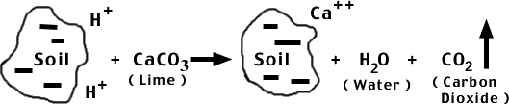 H⁺ Ca⁺⁺
Soil + CaCO₃ Soil + H₂O + CO₂
H⁺ (Lime) (Water) (Carbon
Dioxide)